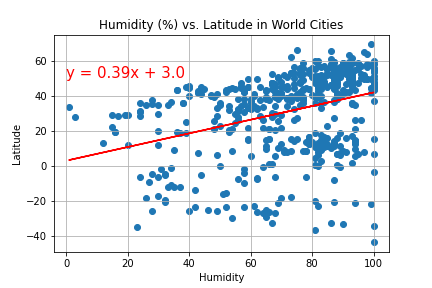 Humidity (%) vs. Latitude in World Cities
y = 0.39x + 3.0
60
40
20
0
−20
−40
Latitude
0 20 40 60 80 100
Humidity